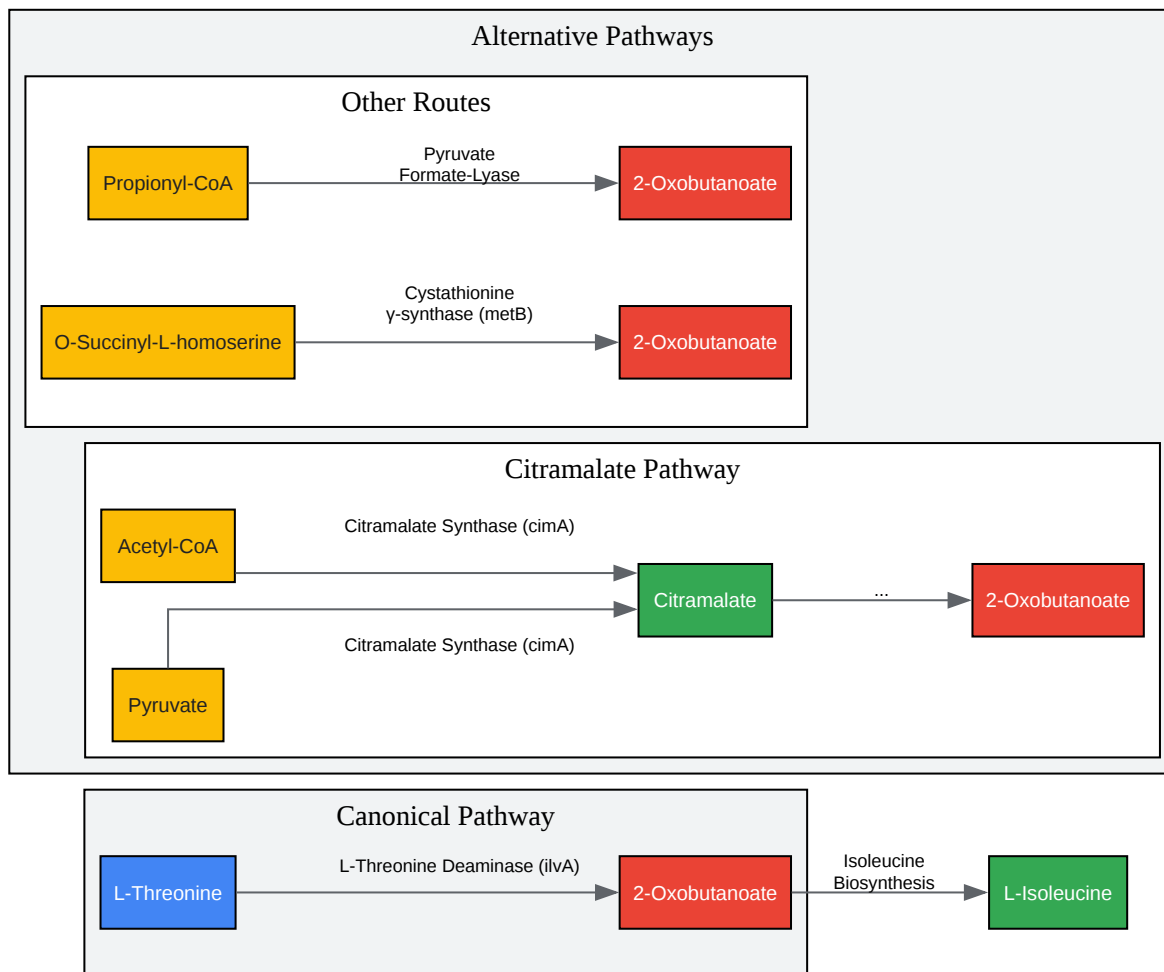 Alternative Pathways
Other Routes
Propionyl-CoA
Pyruvate
Formate-Lyase
2-Oxobutanoate
O-Succinyl-L-homoserine
Cystathionine
γ-synthase (metB)
2-Oxobutanoate
Citramalate Pathway
Acetyl-CoA
Citramalate Synthase (cimA)
Citramalate
...
2-Oxobutanoate
Citramalate Synthase (cimA)
Pyruvate
Canonical Pathway
L-Threonine
L-Threonine Deaminase (ilvA)
2-Oxobutanoate
Isoleucine
Biosynthesis
L-Isoleucine